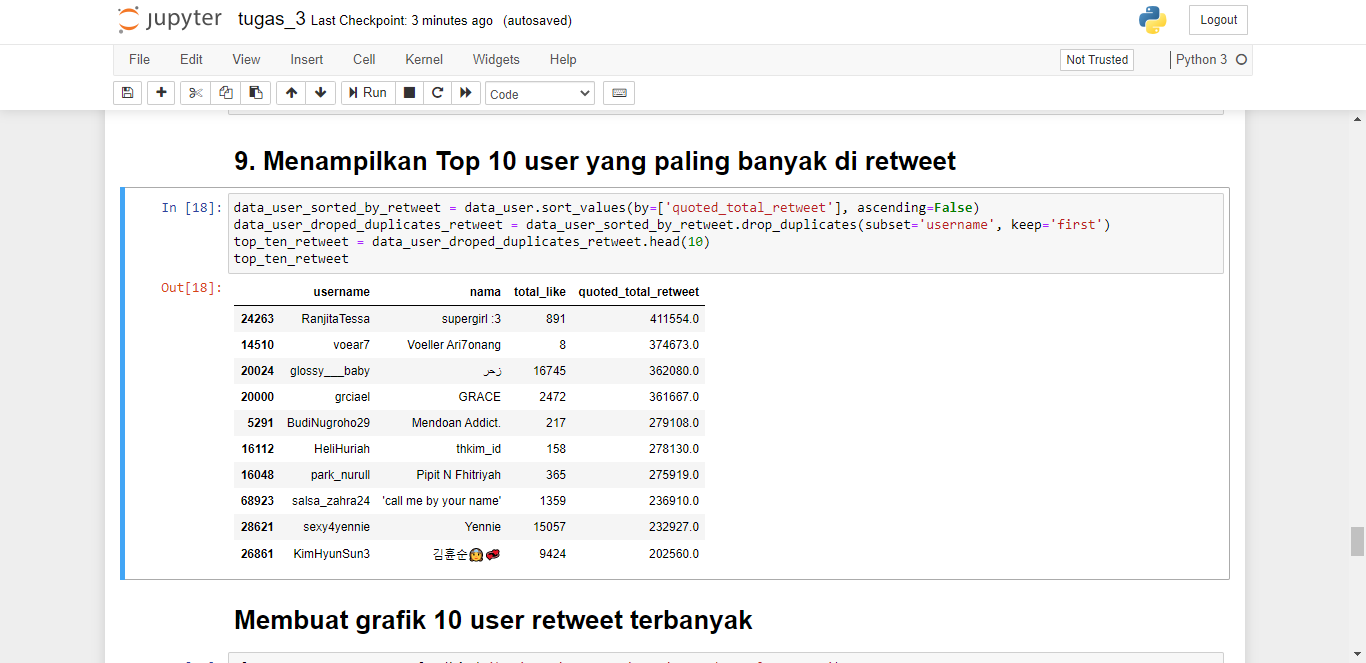 jupyter tugas_3 Last Checkpoint: 3 minutes ago (autosaved)
Logout
File Edit View Insert Cell Kernel Widgets Help
Not Trusted
Python 3
Run
Code
9. Menampilkan Top 10 user yang paling banyak di retweet
In [18]:
data_user_sorted_by_retweet = data_user.sort_values(by=['quoted_total_retweet'], ascending=False)
data_user_droped_duplicates_retweet = data_user_sorted_by_retweet.drop_duplicates(subset='username', keep='first')
top_ten_retweet = data_user_droped_duplicates_retweet.head(10)
top_ten_retweet
Out[18]:
username nama total_like quoted_total_retweet
24263 RanjitaTessa supergirl :3 891 411554.0
14510 voear7 Voeller Ari7onang 8 374673.0
20024 glossy___baby زحر 16745 362080.0
20000 grciael GRACE 2472 361667.0
5291 BudiNugroho29 Mendoan Addict. 217 279108.0
16112 HeliHuriah thkim_id 158 278130.0
16048 park_nurull Pipit N Fhitriyah 365 275919.0
68923 salsa_zahra24 'call me by your name' 1359 236910.0
28621 sexy4yennie Yennie 15057 232927.0
26861 KimHyunSun3 김훈순 9424 202560.0
Membuat grafik 10 user retweet terbanyak